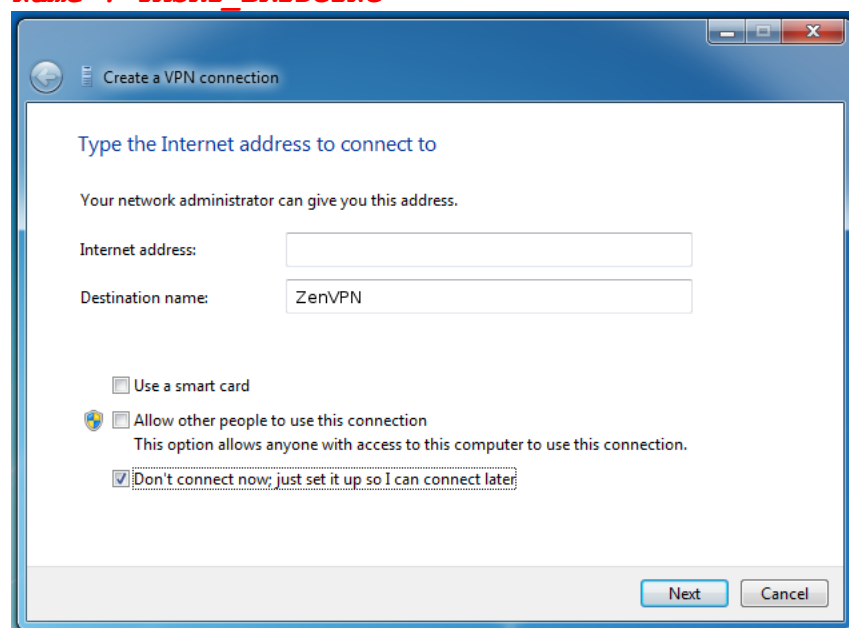 Create a VPN connection
Type the Internet address to connect to
Your network administrator can give you this address.
Internet address:
Destination name: ZenVPN
Use a smart card
Allow other people to use this connection
This option allows anyone with access to this computer to use this connection.
Don't connect now; just set it up so I can connect later
Next Cancel